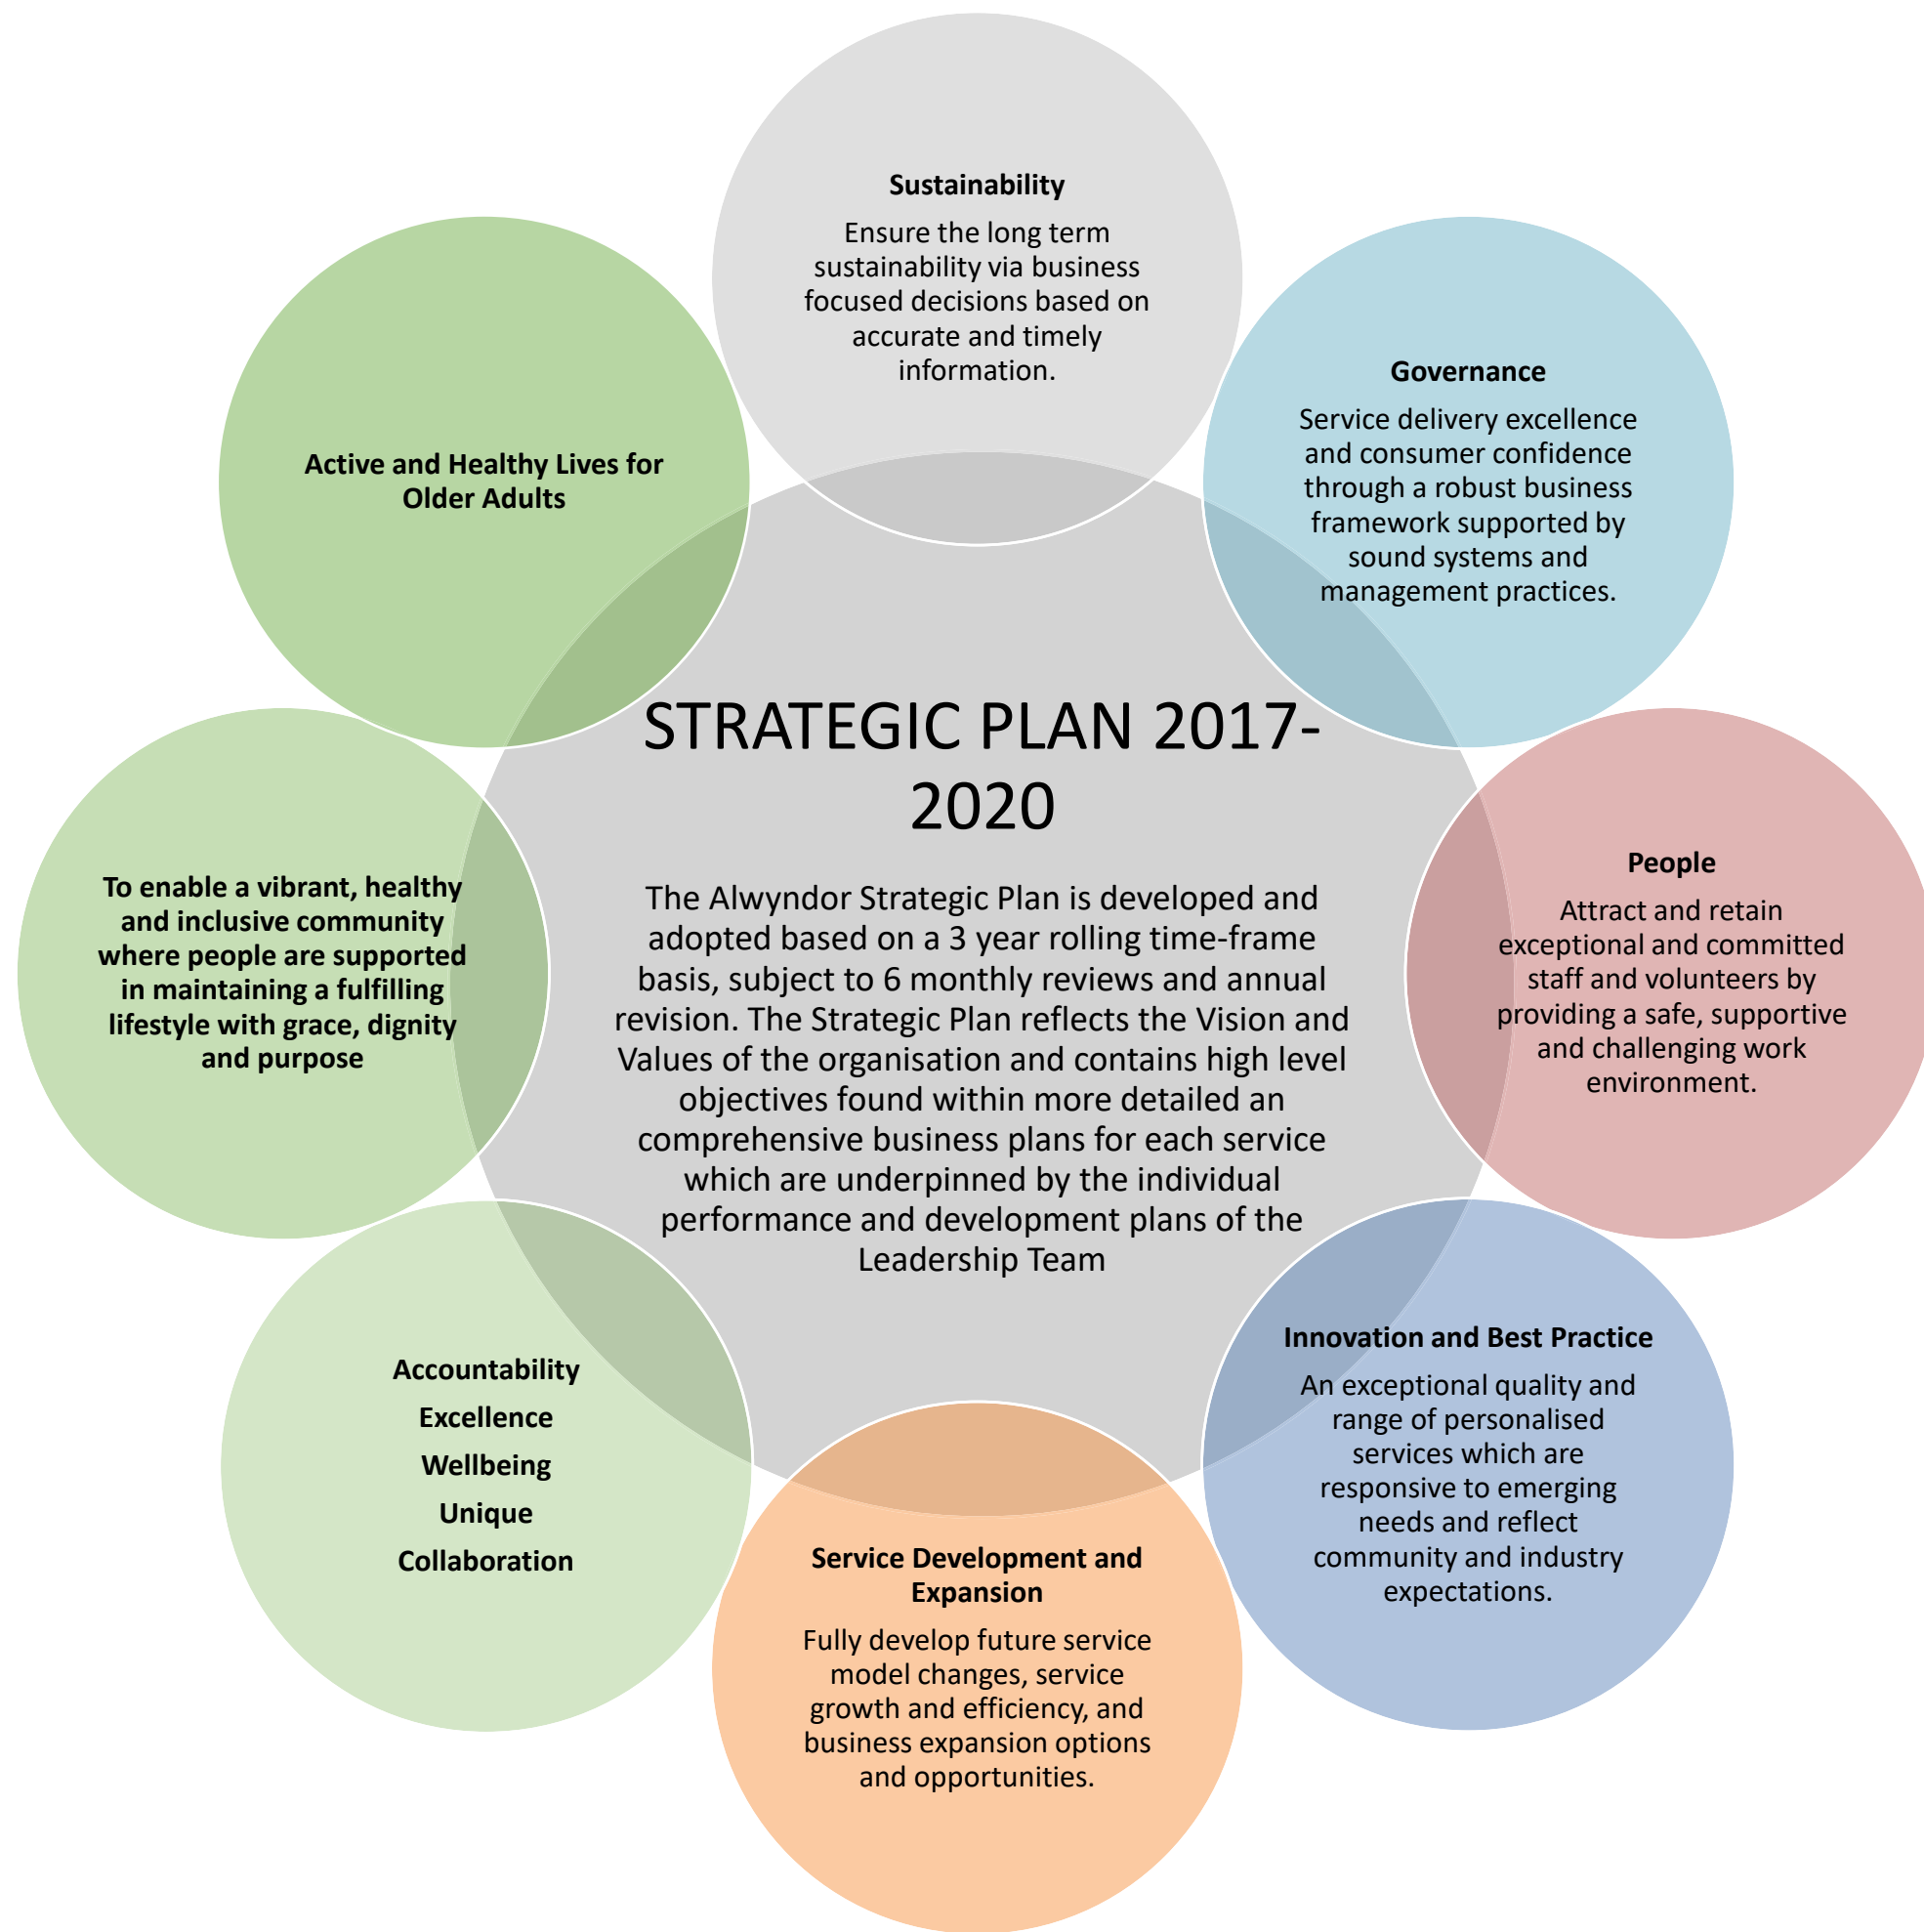 Sustainability
Ensure the long term
sustainability via business
focused decisions based on
accurate and timely
information.
Governance
Service delivery excellence
and consumer confidence
through a robust business
framework supported by
sound systems and
management practices.
People
Attract and retain
exceptional and committed
staff and volunteers by
providing a safe, supportive
and challenging work
environment.
Innovation and Best Practice
An exceptional quality and
range of personalised
services which are
responsive to emerging
needs and reflect
community and industry
expectations.
Service Development and
Expansion
Fully develop future service
model changes, service
growth and efficiency, and
business expansion options
and opportunities.
Accountability
Excellence
Wellbeing
Unique
Collaboration
To enable a vibrant, healthy
and inclusive community
where people are supported
in maintaining a fulfilling
lifestyle with grace, dignity
and purpose
Active and Healthy Lives for
Older Adults
STRATEGIC PLAN 2017-
2020
The Alwyndor Strategic Plan is developed and
adopted based on a 3 year rolling time-frame
basis, subject to 6 monthly reviews and annual
revision. The Strategic Plan reflects the Vision and
Values of the organisation and contains high level
objectives found within more detailed an
comprehensive business plans for each service
which are underpinned by the individual
performance and development plans of the
Leadership Team